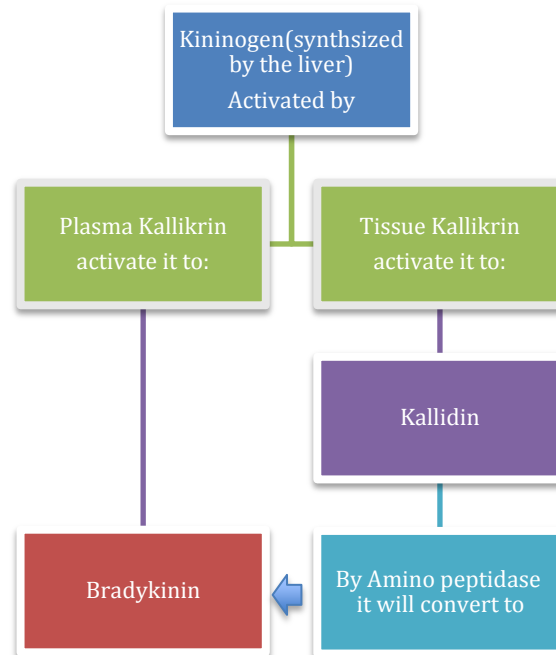 Kininogen(synthsized
by the liver)
Activated by
Plasma Kallikrin
activate it to:
Tissue Kallikrin
activate it to:
Kallidin
Bradykinin
By Amino peptidase
it will convert to